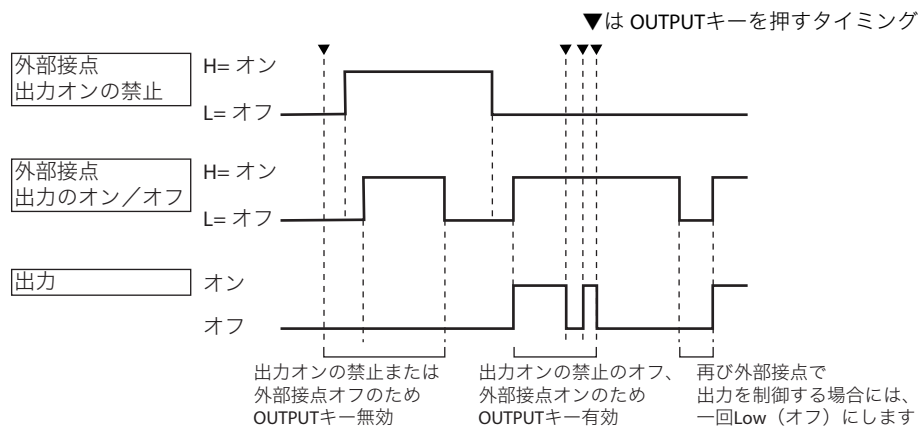 ▼は OUTPUTキーを押すタイミング
外部接点
出力オンの禁止
H= オン
L= オフ
外部接点
出力のオン／オフ
H= オン
L= オフ
出力
オン
オフ
出力オンの禁止または
外部接点オフのため
OUTPUTキー無効
出力オンの禁止のオフ、
外部接点オンのため
OUTPUTキー有効
再び外部接点で
出力を制御する場合には、
一回Low（オフ）にします